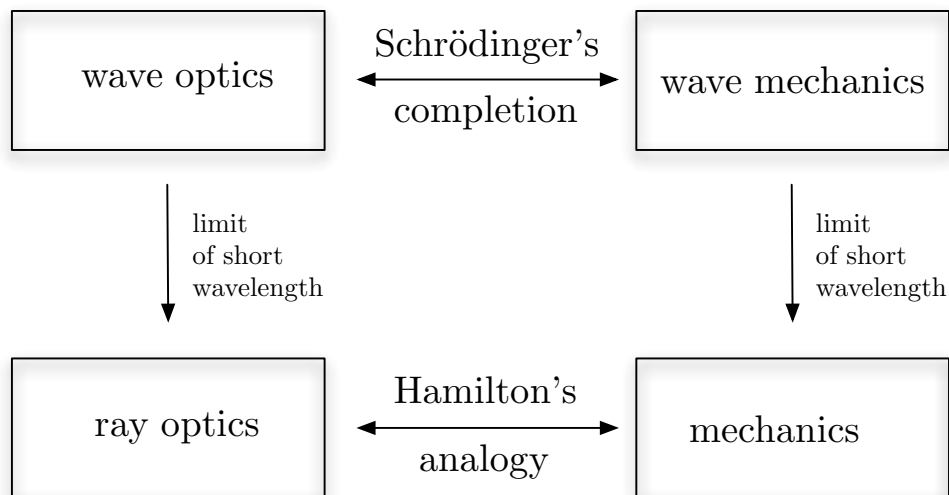 wave optics
Schrödinger's
completion
wave mechanics
limit
of short
wavelength
limit
of short
wavelength
ray optics
Hamilton's
analogy
mechanics